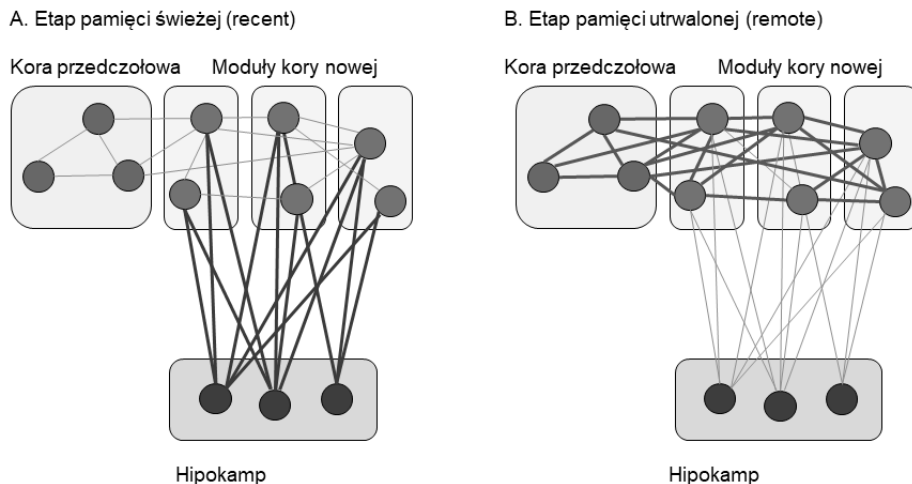 A. Etap pamięci świeżej (recent)
Kora przedczołowa
Moduły kory nowej
Hipokamp
B. Etap pamięci utrwalonej (remote)
Kora przedczołowa
Moduły kory nowej
Hipokamp